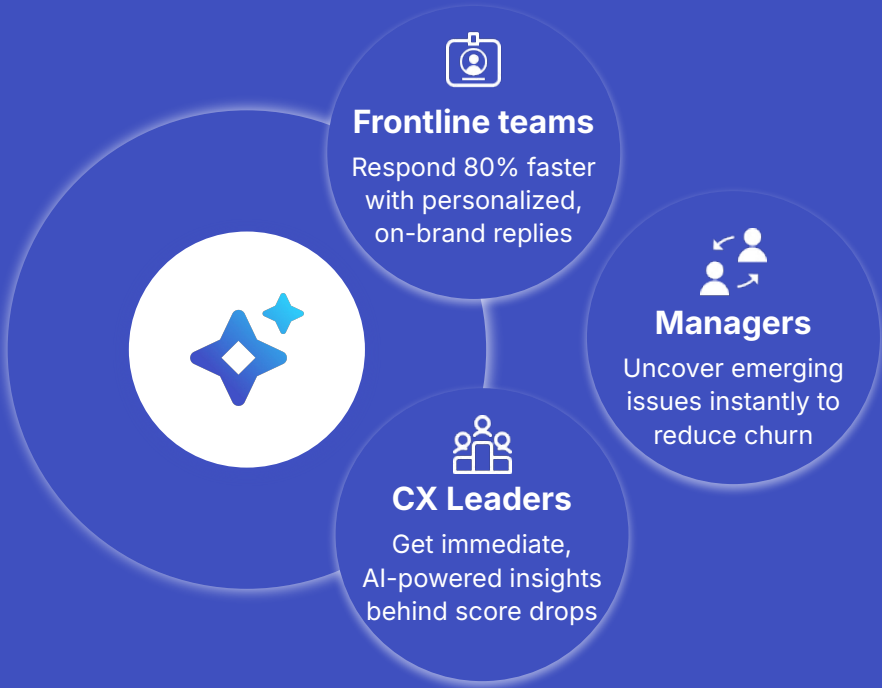 Frontline teams
Respond 80% faster
with personalized,
on-brand replies
Managers
Uncover emerging
issues instantly to
reduce churn
CX Leaders
Get immediate,
AI-powered insights
behind score drops